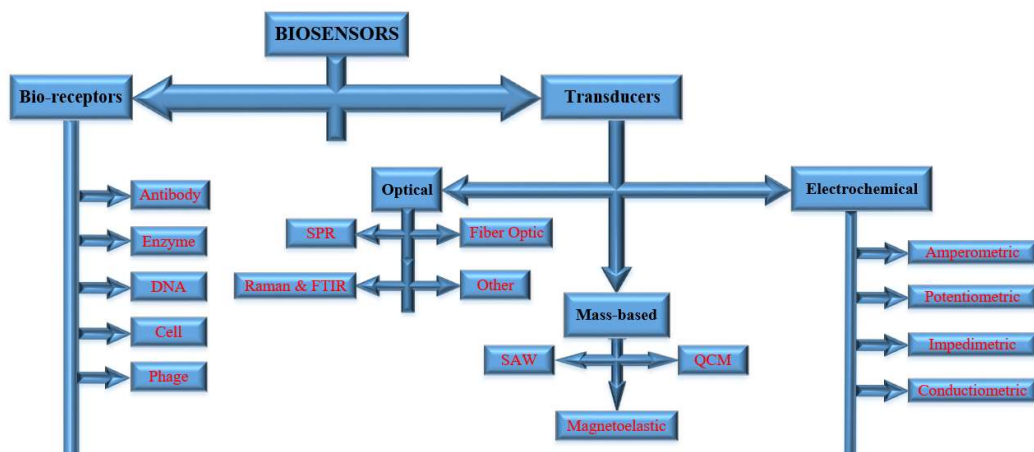 BIOSENSORS
Bio-receptors
Transducers
Antibody
Enzyme
DNA
Cell
Phage
Optical
SPR
Fiber Optic
Raman & FTIR
Other
Mass-based
SAW
QCM
Magnetoelastic
Electrochemical
Amperometric
Potentiometric
Impedimetric
Conductiometric